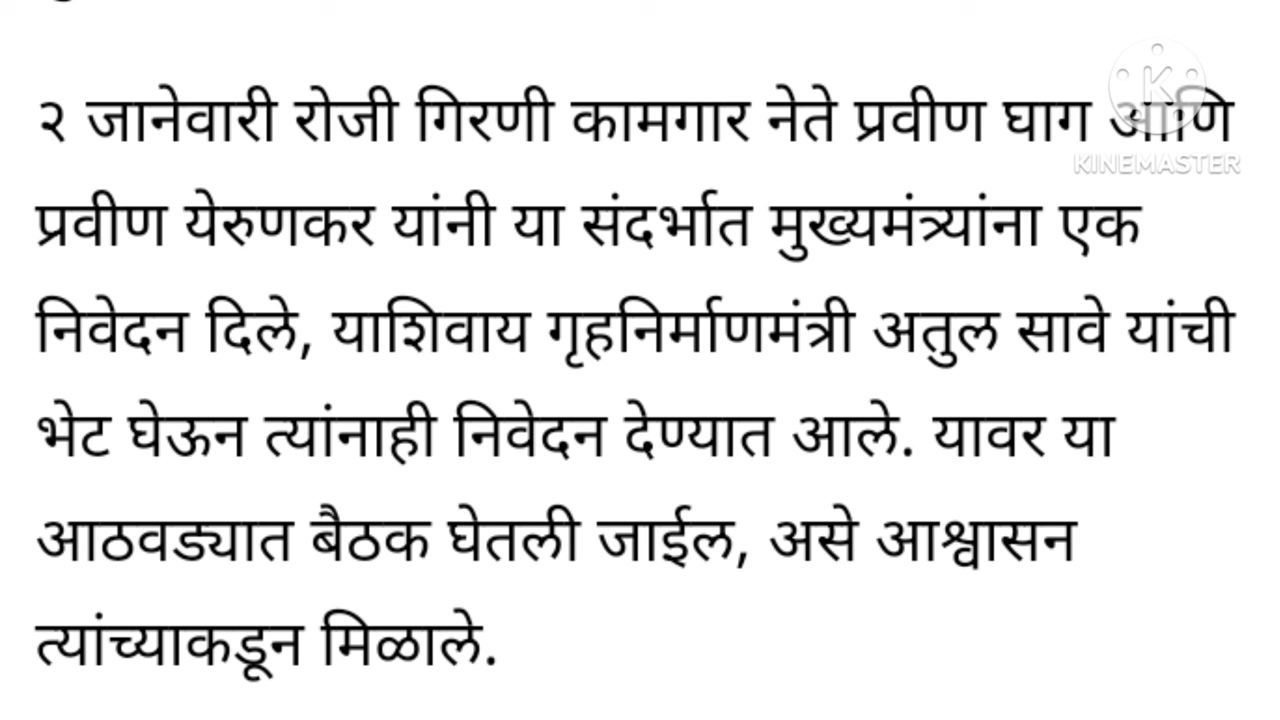 २ जानेवारी रोजी गिरणी कामगार नेते प्रवीण घाग आणि
प्रवीण येरुणकर यांनी या संदर्भात मुख्यमंत्र्यांना एक
निवेदन दिले, याशिवाय गृहनिर्माणमंत्री अतुल सावे यांची
भेट घेऊन त्यांनाही निवेदन देण्यात आले. यावर या
आठवड्यात बैठक घेतली जाईल, असे आश्वासन
त्यांच्याकडून मिळाले.
K
KINEMASTER